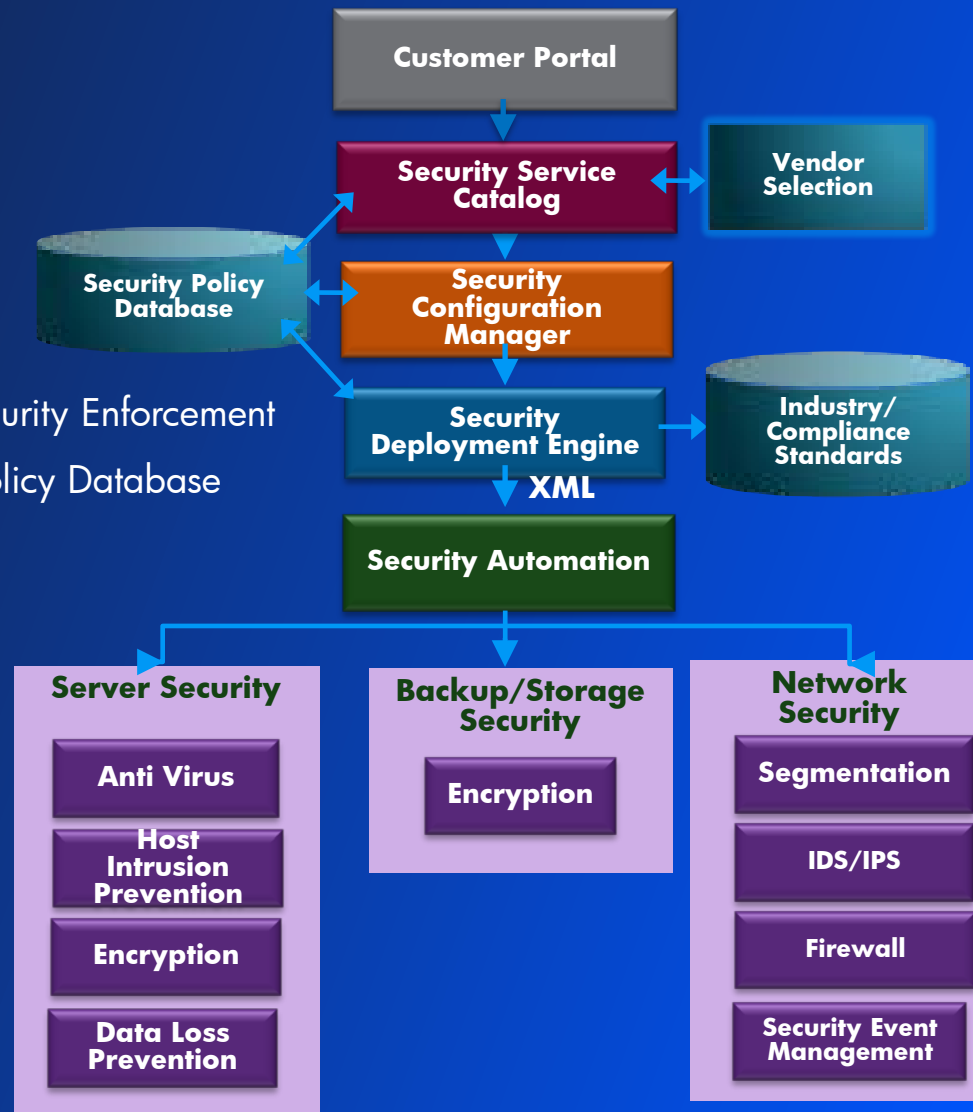 Customer Portal
Security Service
Catalog
Vendor
Selection
Security Policy
Database
Security
Configuration
Manager
urity Enforcement
licy Database
Security
Deployment Engine
Industry/
Compliance
Standards
XML
Security Automation
Server Security
Anti Virus
Host
Intrusion
Prevention
Encryption
Data Loss
Prevention
Backup/Storage
Security
Encryption
Network
Security
Segmentation
IDS/IPS
Firewall
Security Event
Management